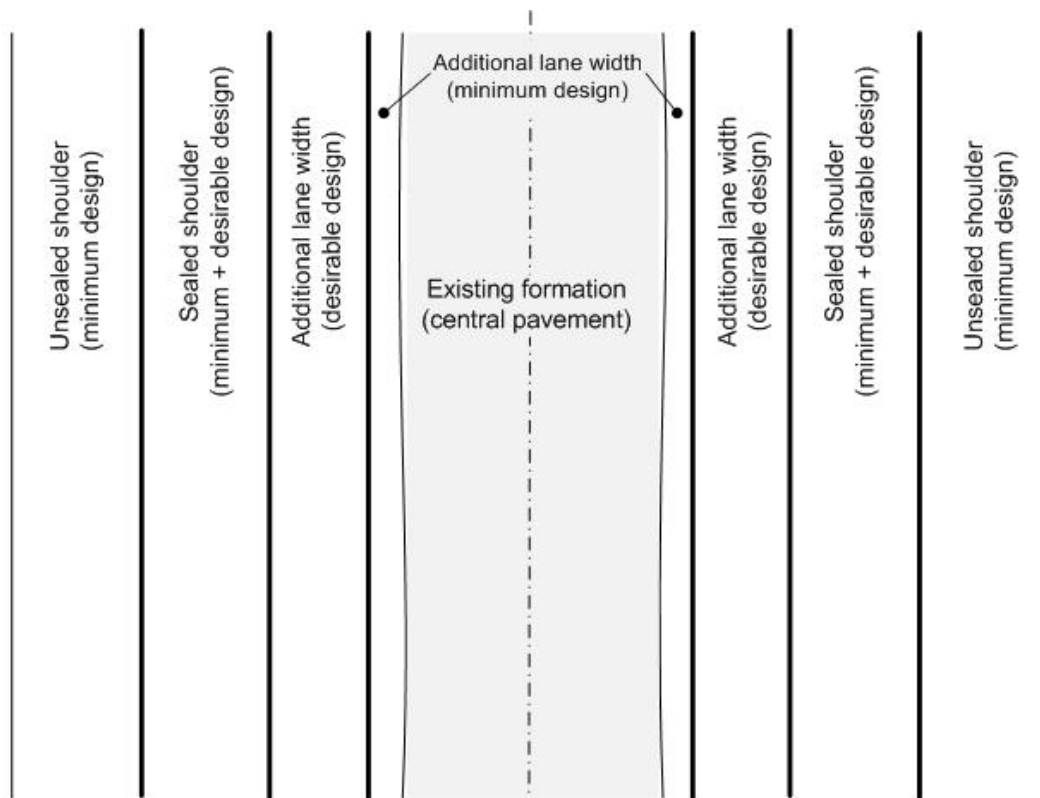 Additional lane width
(minimum design)
Unsealed shoulder
(minimum design)
Sealed shoulder
(minimum + desirable design)
Additional lane width
(desirable design)
Existing formation
(central pavement)
Additional lane width
(desirable design)
Sealed shoulder
(minimum + desirable design)
Unsealed shoulder
(minimum design)